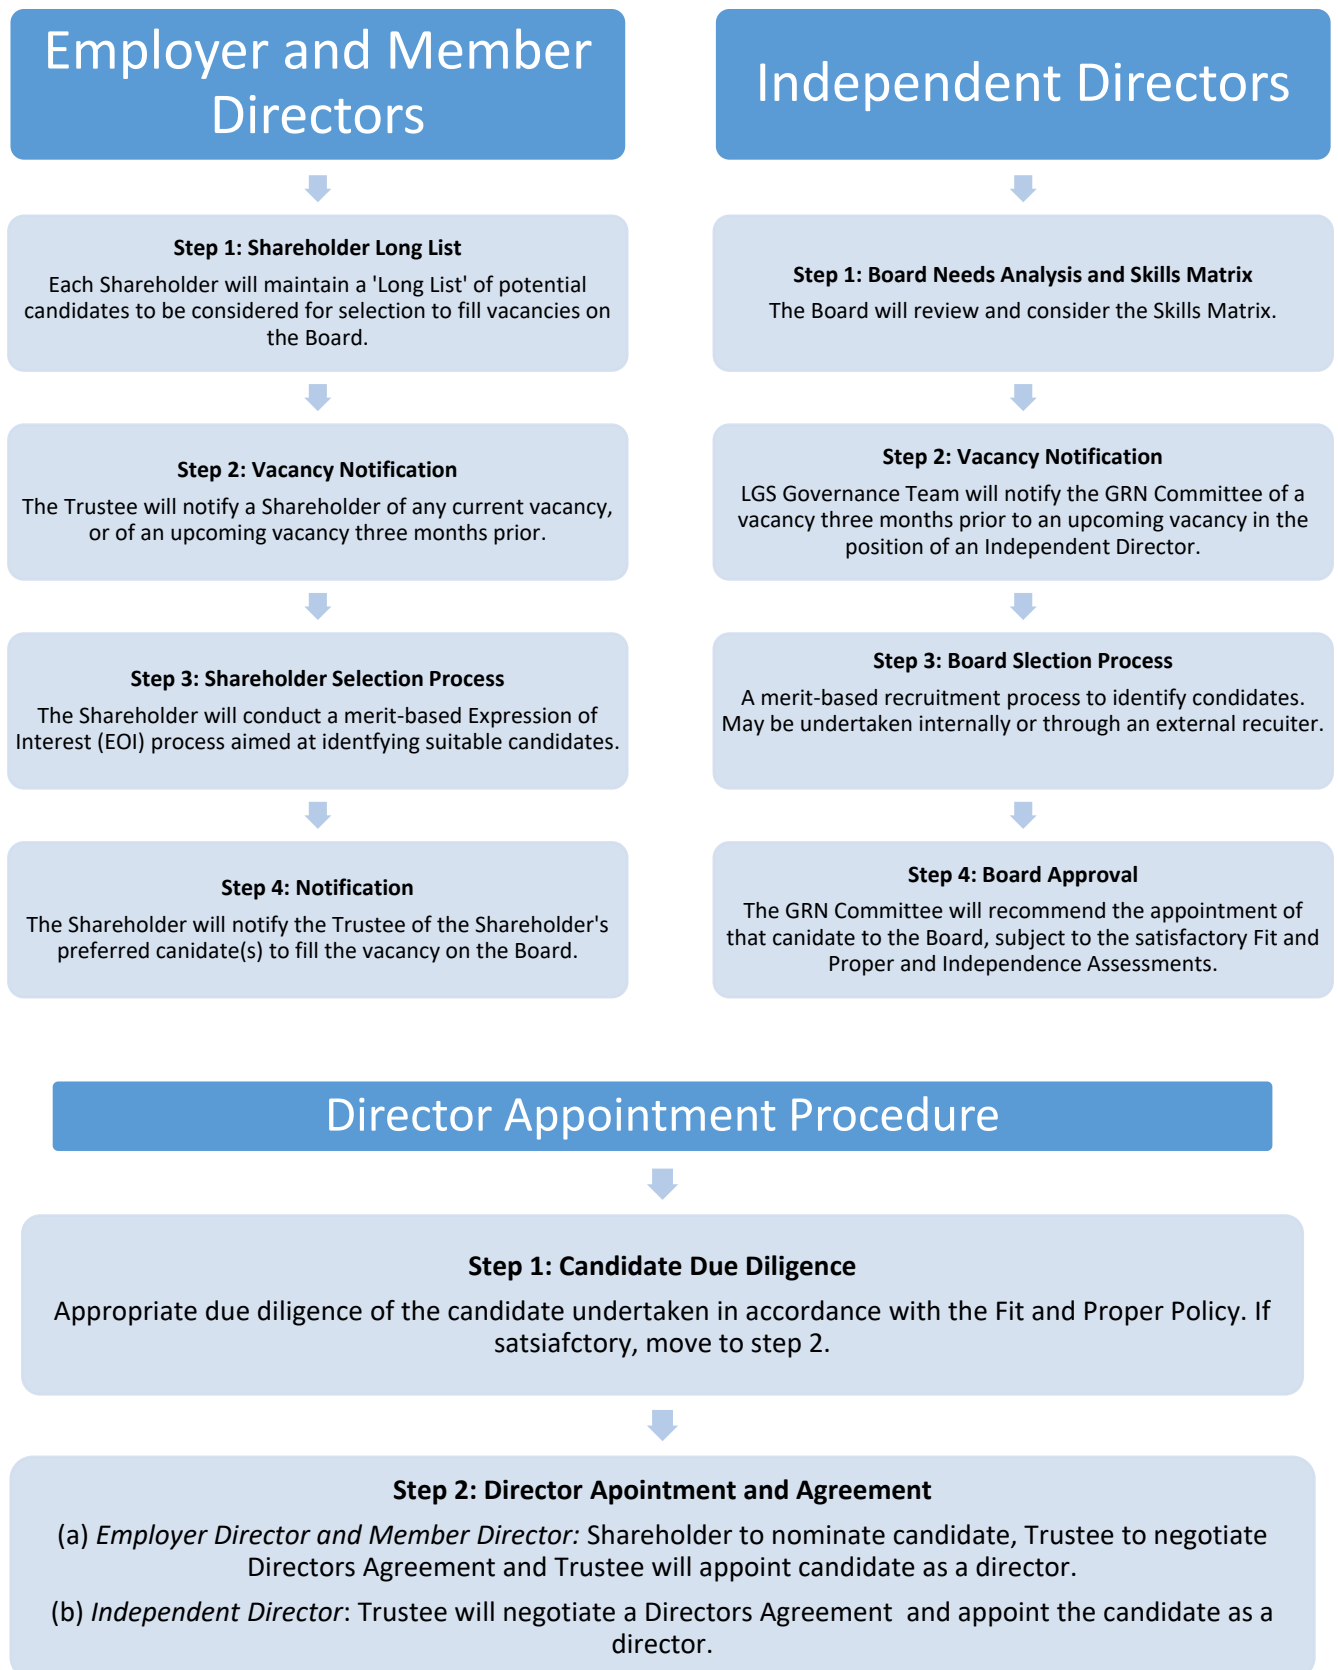 Employer and Member
Directors
Step 1: Shareholder Long List
Each Shareholder will maintain a 'Long List' of potential
candidates to be considered for selection to fill vacancies on
the Board.
Step 2: Vacancy Notification
The Trustee will notify a Shareholder of any current vacancy,
or of an upcoming vacancy three months prior.
Step 3: Shareholder Selection Process
The Shareholder will conduct a merit-based Expression of
Interest (EOI) process aimed at identfying suitable candidates.
Step 4: Notification
The Shareholder will notify the Trustee of the Shareholder's
preferred canidate(s) to fill the vacancy on the Board.
Independent Directors
Step 1: Board Needs Analysis and Skills Matrix
The Board will review and consider the Skills Matrix.
Step 2: Vacancy Notification
LGS Governance Team will notify the GRN Committee of a
vacancy three months prior to an upcoming vacancy in the
position of an Independent Director.
Step 3: Board Slection Process
A merit-based recruitment process to identify condidates.
May be undertaken internally or through an external recuiter.
Step 4: Board Approval
The GRN Committee will recommend the appointment of
that canidate to the Board, subject to the satisfactory Fit and
Proper and Independence Assessments.
Director Appointment Procedure
Step 1: Candidate Due Diligence
Appropriate due diligence of the candidate undertaken in accordance with the Fit and Proper Policy. If
satsiafctory, move to step 2.
Step 2: Director Apointment and Agreement
(a) Employer Director and Member Director: Shareholder to nominate candidate, Trustee to negotiate
Directors Agreement and Trustee will appoint candidate as a director.
(b) Independent Director: Trustee will negotiate a Directors Agreement  and appoint the candidate as a
director.